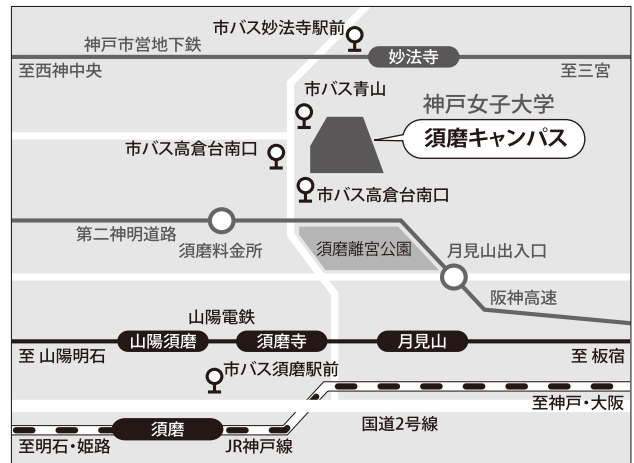 市バス妙法寺駅前
神戸市営地下鉄
妙法寺
至西神中央
至三宮
市バス青山
神戸女子大学
須磨キャンパス
市バス高倉台南口
市バス高倉台南口
第二神明道路
須磨料金所
須磨離宮公園
月見山出入口
阪神高速
山陽電鉄
山陽須磨
須磨寺
月見山
至 山陽明石
至 板宿
市バス須磨駅前
至神戸・大阪
国道2号線
須磨
至明石・姫路
JR神戸線